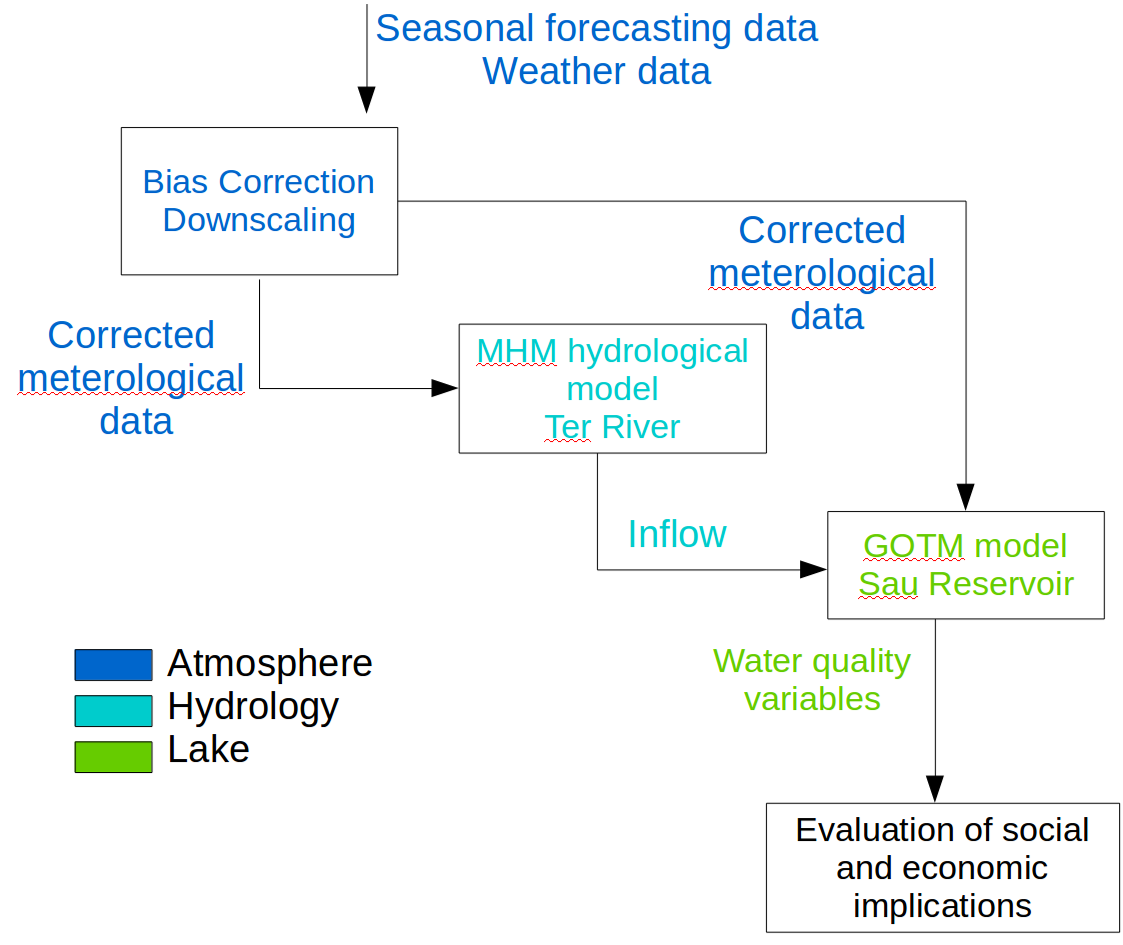 Seasonal forecasting data
Weather data
Bias Correction
Downscaling
Corrected
meterological
data
Corrected
meterological
data
MHM hydrological
model
Ter River
Inflow
GOTM model
Sau Reservoir
Water quality
variables
Atmosphere
Hydrology
Lake
Evaluation of social
and economic
implications